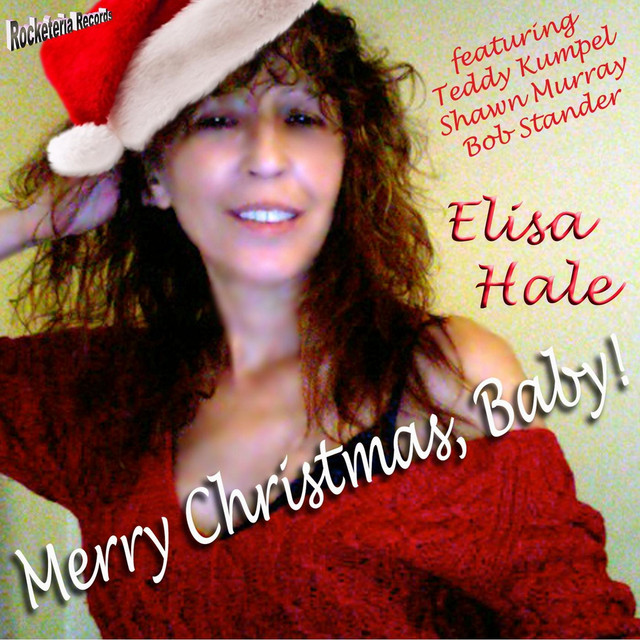 Rocketeria Records
featuring
Teddy Kumpel
Shawn Murray
Bob Stander
Elisa
Hale
Merry Christmas, Baby!